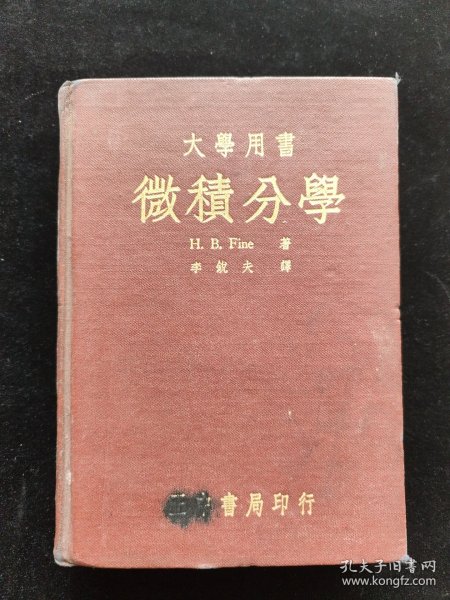 大學用書
微積分學
H. B. Fine 著
李銳夫 譯
書局印行
孔夫子旧书网
www.kongfz.com